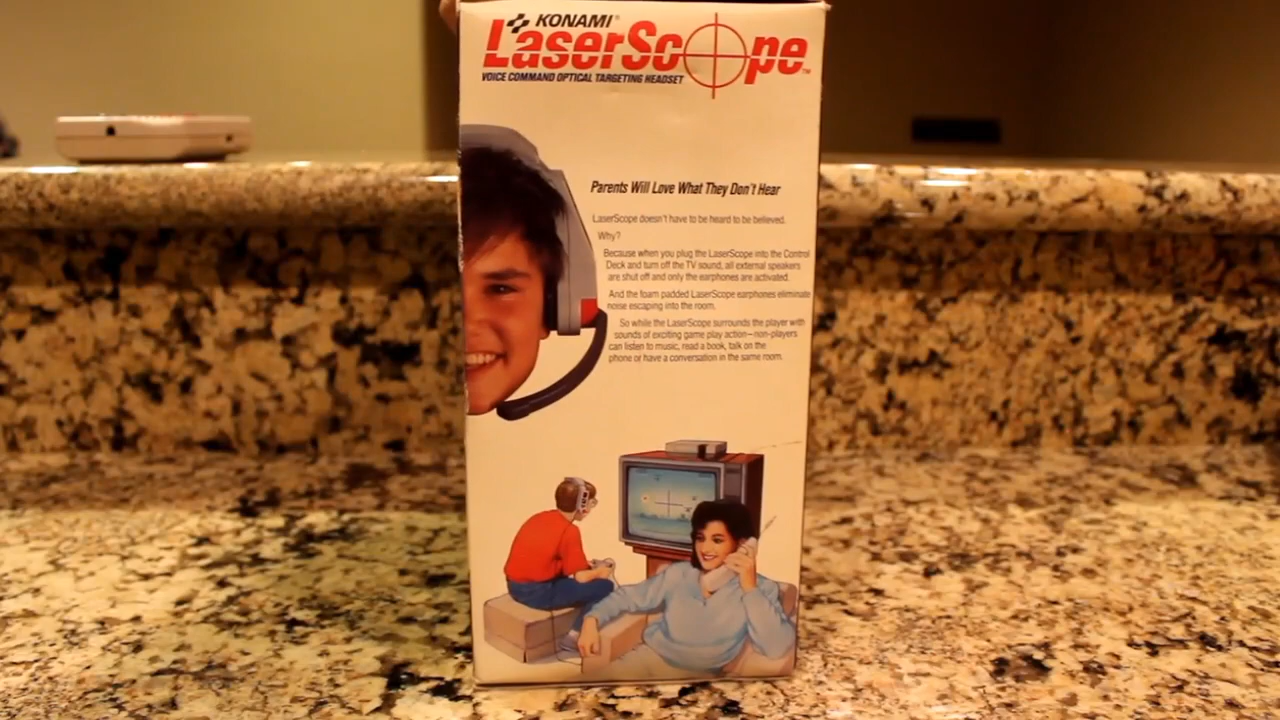 KONAMI®
LaserScope™
VOICE COMMAND OPTICAL TARGETING HEADSET
Parents Will Love What They Don't Hear
LaserScope doesn't have to be heard to be believed.
Why?
Because when you plug the LaserScope into the Control
Deck and turn off the TV sound, all external speakers
are shut off and only the earphones are activated.
And the foam padded LaserScope earphones eliminate
noise escaping into the room.
So while the LaserScope surrounds the player with
sounds of exciting game play action—non-players
can listen to music, read a book, talk on the
phone or have a conversation in the same room.